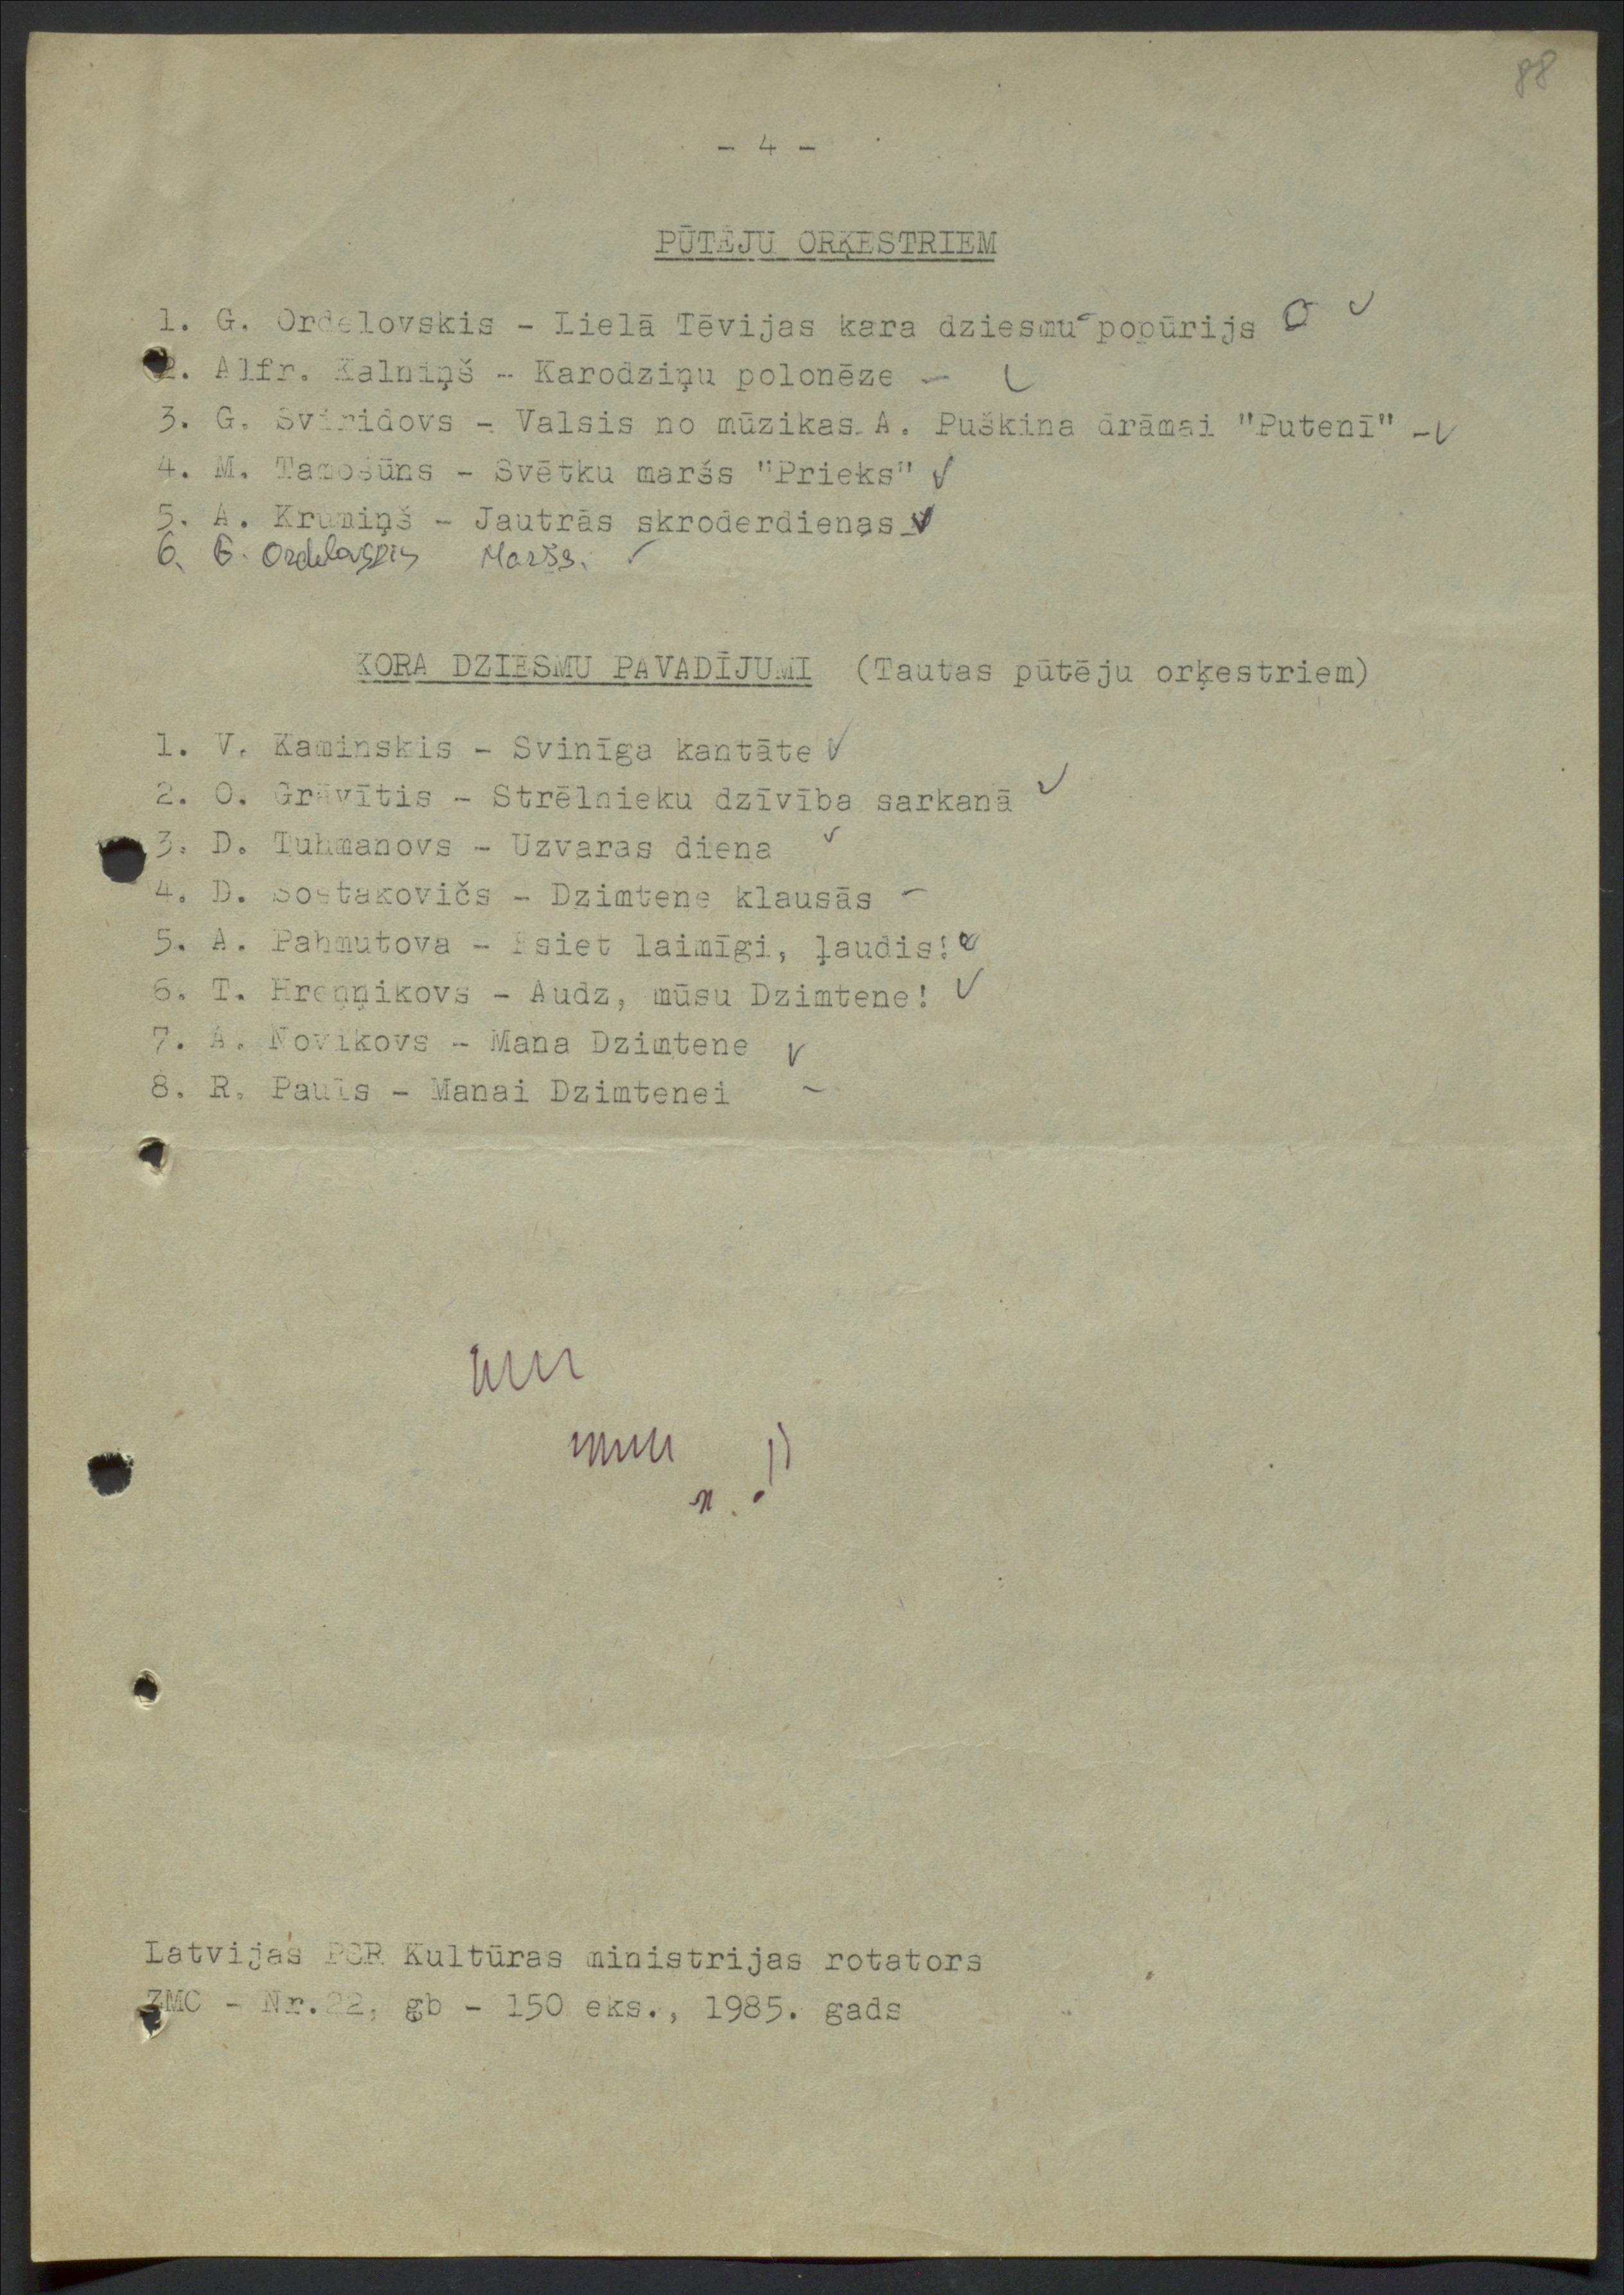 88
- 4 -
PŪTĒJU ORĶESTRIEM
1. G. Ordelovskis - Lielā Tēvijas kara dziesmu popūrijs
2. Alfr. Kalniņš - Karodziņu polonēze
3. G. Sviridovs - Valsis no mūzikas A. Puškina drāmai "Putenī"
4. M. Tamošūns - Svētku maršs "Prieks"
5. A. Krūmiņš - Jautrās skroderdienas
6. G. Ordelovskis Maršs.
KORA DZIESMU PAVADĪJUMI (Tautas pūtēju orķestriem)
1. V. Kaminskis - Svinīga kantāte
2. O. Grāvītis - Strēlnieku dzīvība sarkanā
3. D. Tuhmanovs - Uzvaras diena
4. D. Šostakovičs - Dzimtene klausās
5. A. Pahmutova - Esiet laimīgi, ļaudis!
6. T. Hreņņikovs - Audz, mūsu Dzimtene!
7. A. Novikovs - Mana Dzimtene
8. R. Pauls - Manai Dzimtenei
Latvijas PSR Kultūras ministrijas rotators
ZMC - Nr.22, gb - 150 eks., 1985. gads